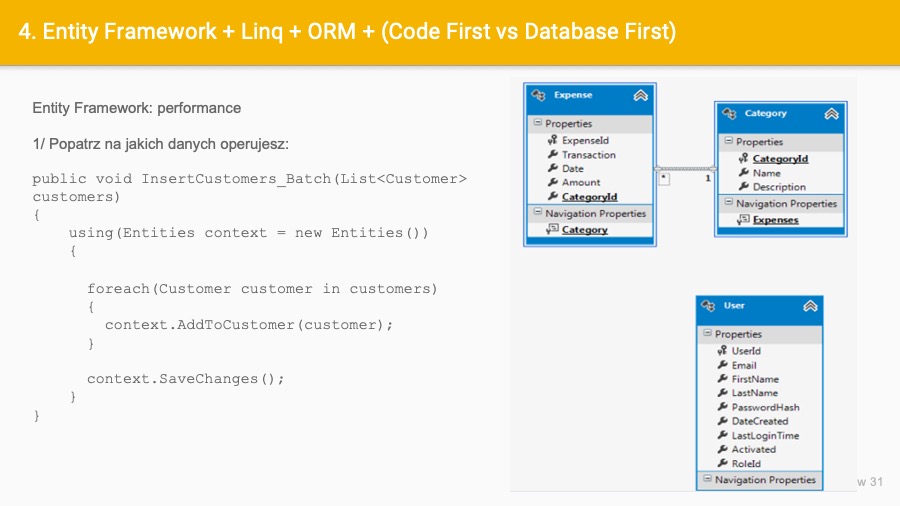 4. Entity Framework + Linq + ORM + (Code First vs Database First)
Entity Framework: performance
1/ Popatrz na jakich danych operujesz:
public void InsertCustomers_Batch(List<Customer>
customers)
{
using(Entities context = new Entities())
{
foreach(Customer customer in customers)
{
context.AddToCustomer(customer);
}
context.SaveChanges();
}
}
Expense
Properties
ExpenseId
Transaction
Date
Amount
CategoryId
Navigation Properties
Category
*
1
Category
Properties
CategoryId
Name
Description
Navigation Properties
Expenses
User
Properties
UserId
Email
FirstName
LastName
PasswordHash
DateCreated
LastLoginTime
Activated
RoleId
Navigation Properties
w 31